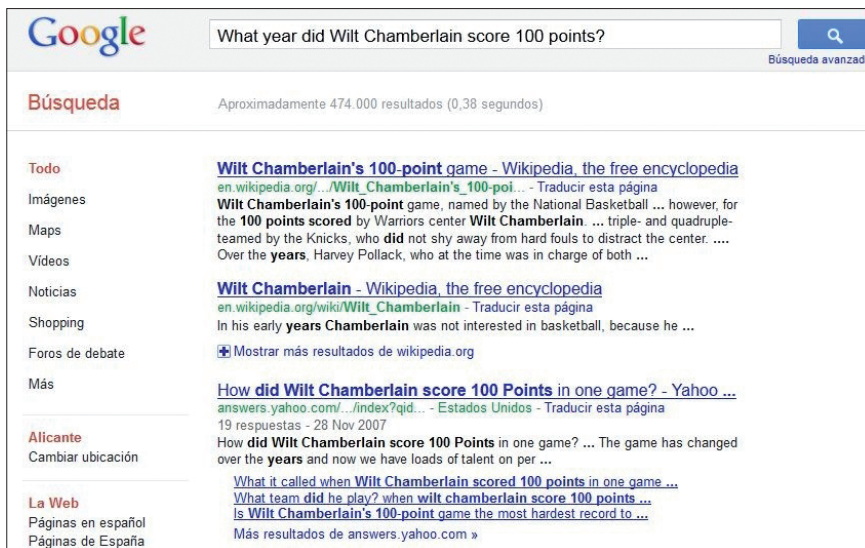 Google
What year did Wilt Chamberlain score 100 points?
Búsqueda avanzad
Búsqueda
Aproximadamente 474.000 resultados (0,38 segundos)
Todo
Imágenes
Maps
Vídeos
Noticias
Shopping
Foros de debate
Más
Alicante
Cambiar ubicación
La Web
Páginas en español
Páginas de España
Wilt Chamberlain's 100-point game - Wikipedia, the free encyclopedia
en.wikipedia.org/.../Wilt_Chamberlain's_100-poi... - Traducir esta página
Wilt Chamberlain's 100-point game, named by the National Basketball ... however, for
the 100 points scored by Warriors center Wilt Chamberlain. ... triple- and quadruple-
teamed by the Knicks, who did not shy away from hard fouls to distract the center. ....
Over the years, Harvey Pollack, who at the time was in charge of both ...
Wilt Chamberlain - Wikipedia, the free encyclopedia
en.wikipedia.org/wiki/Wilt_Chamberlain - Traducir esta página
In his early years Chamberlain was not interested in basketball, because he ...
Mostrar más resultados de wikipedia.org
How did Wilt Chamberlain score 100 Points in one game? - Yahoo ...
answers.yahoo.com/.../index?qid... - Estados Unidos - Traducir esta página
19 respuestas - 28 Nov 2007
How did Wilt Chamberlain score 100 Points in one game? ... The game has changed
over the years and now we have loads of talent on per ...
What it called when Wilt Chamberlain scored 100 points in one game ...
What team did he play? when wilt chamberlain score 100 points ...
Is Wilt Chamberlain's 100-point game the most hardest record to ...
Más resultados de answers.yahoo.com »